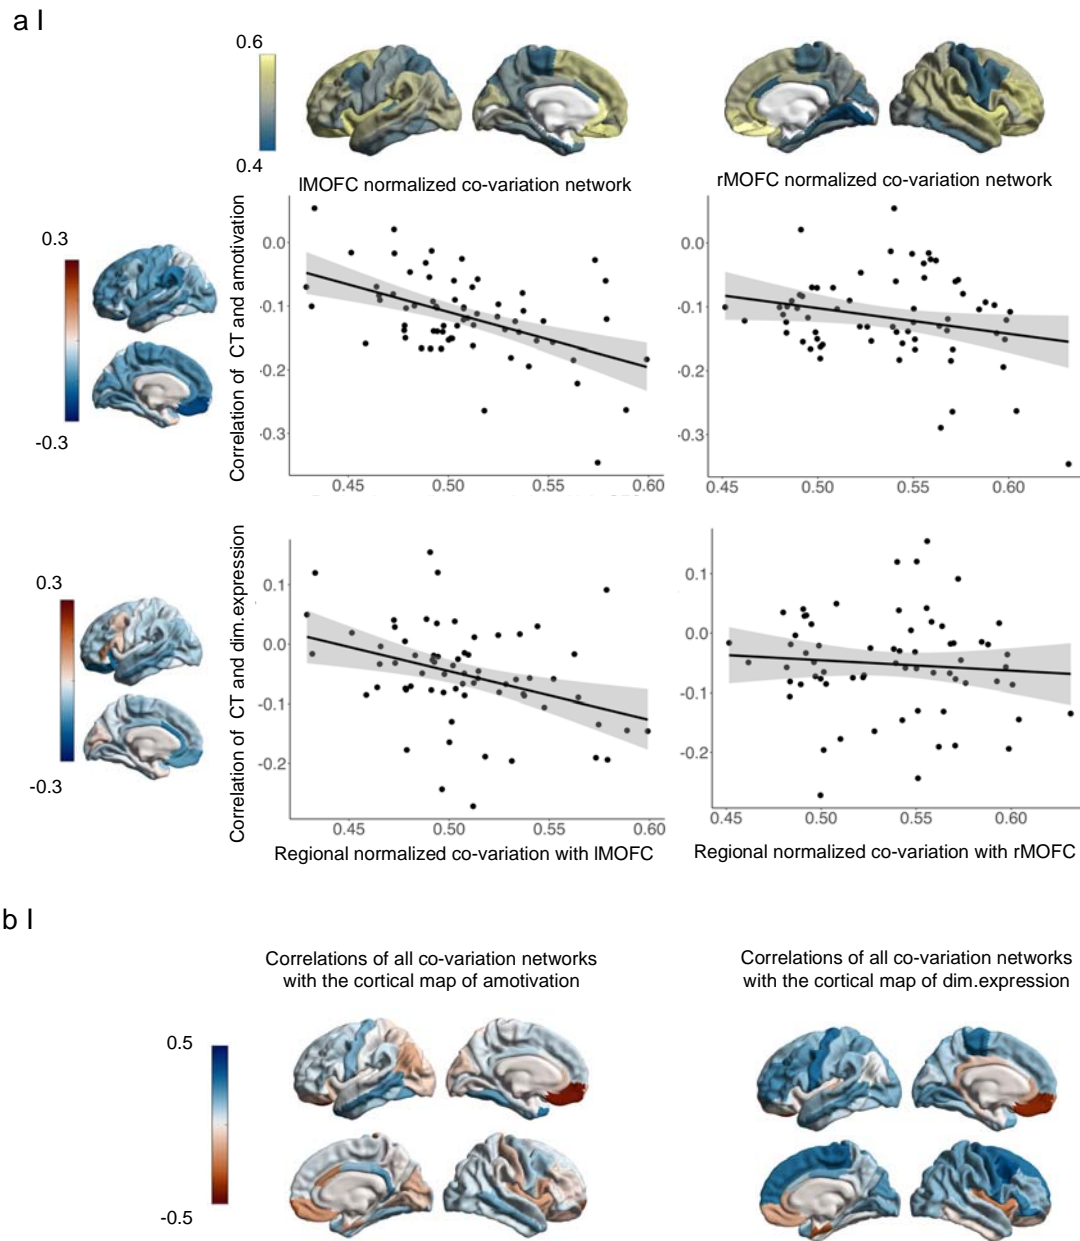 a I
0.6
0.4
lMOFC normalized co-variation network
rMOFC normalized co-variation network
0.3
-0.3
Correlation of CT and amotivation
0.0
-0.1
-0.2
-0.3
0.45 0.50 0.55 0.60
0.0
-0.1
-0.2
-0.3
0.45 0.50 0.55 0.60
0.3
-0.3
Correlation of CT and dim.expression
0.1
0.0
-0.1
-0.2
0.45 0.50 0.55 0.60
Regional normalized co-variation with lMOFC
0.1
0.0
-0.1
-0.2
0.45 0.50 0.55 0.60
Regional normalized co-variation with rMOFC
b I
Correlations of all co-variation networks
with the cortical map of amotivation
Correlations of all co-variation networks
with the cortical map of dim.expression
0.5
-0.5